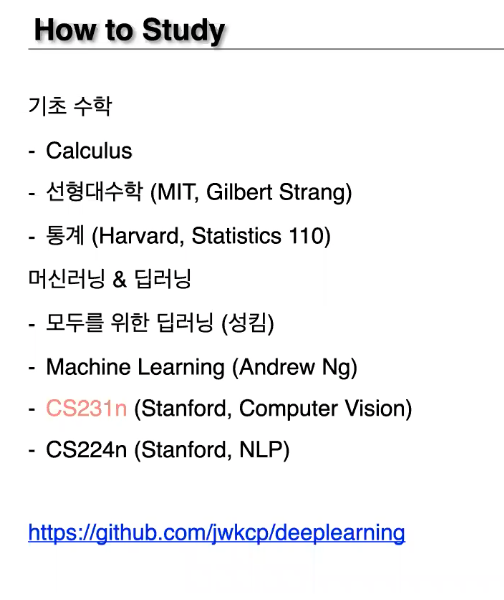 How to Study
기초 수학
- Calculus
- 선형대수학 (MIT, Gilbert Strang)
- 통계 (Harvard, Statistics 110)
머신러닝 & 딥러닝
- 모두를 위한 딥러닝 (성킴)
- Machine Learning (Andrew Ng)
- CS231n (Stanford, Computer Vision)
- CS224n (Stanford, NLP)
https://github.com/jwkcp/deeplearning